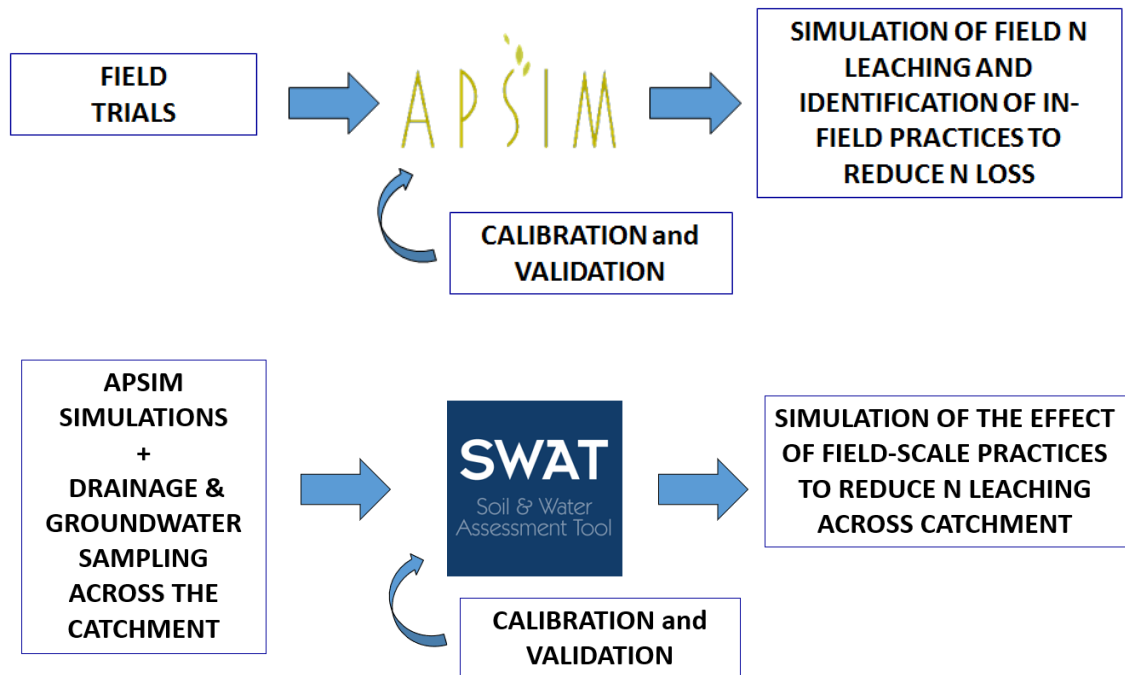 FIELD
TRIALS
APSIM
SIMULATION OF FIELD N
LEACHING AND
IDENTIFICATION OF IN-
FIELD PRACTICES TO
REDUCE N LOSS
CALIBRATION and
VALIDATION
APSIM
SIMULATIONS
+
DRAINAGE &
GROUNDWATER
SAMPLING
ACROSS THE
CATCHMENT
SWAT
Soil & Water
Assessment Tool
SIMULATION OF THE EFFECT
OF FIELD-SCALE PRACTICES
TO REDUCE N LEACHING
ACROSS CATCHMENT
CALIBRATION and
VALIDATION